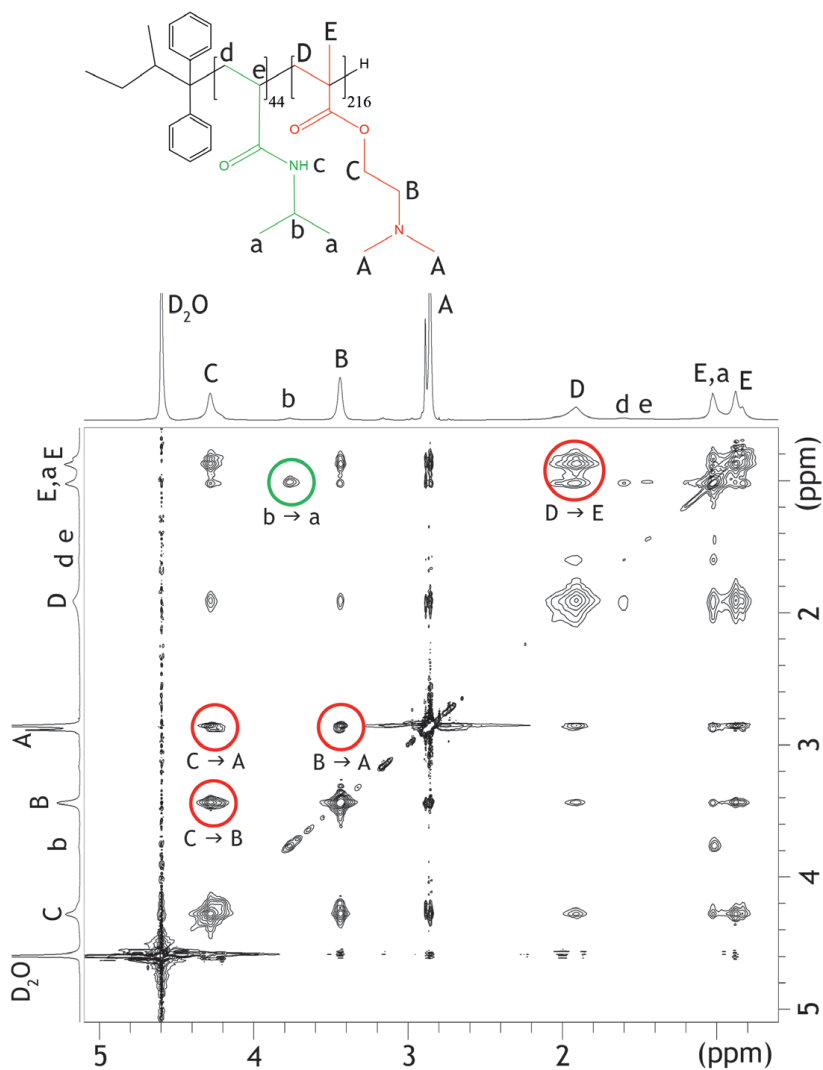 E
d
D
H
e
44
216
O
O
O
NH
c
C
B
b
a
a
N
A
A
D2O
A
C
B
b
D
d e
E,a
E
E,a E
d e
D
A
B
b
C
D2O
b → a
D → E
C → A
B → A
C → B
(ppm)
2
3
4
5
5
4
3
2
(ppm)